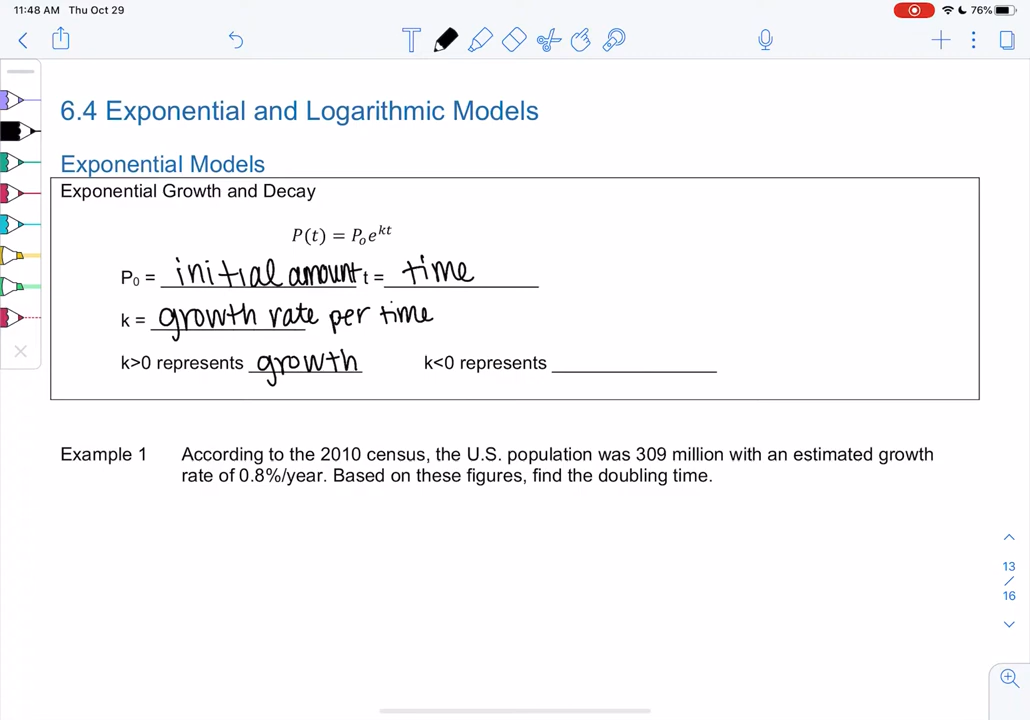 11:48 AM Thu Oct 29
76%
6.4 Exponential and Logarithmic Models
Exponential Models
Exponential Growth and Decay
P(t) = P₀eᵏᵗ
P₀ = initial amount t = time
k = growth rate per time
k>0 represents growth k<0 represents
Example 1 According to the 2010 census, the U.S. population was 309 million with an estimated growth
rate of 0.8%/year. Based on these figures, find the doubling time.
13
/
16